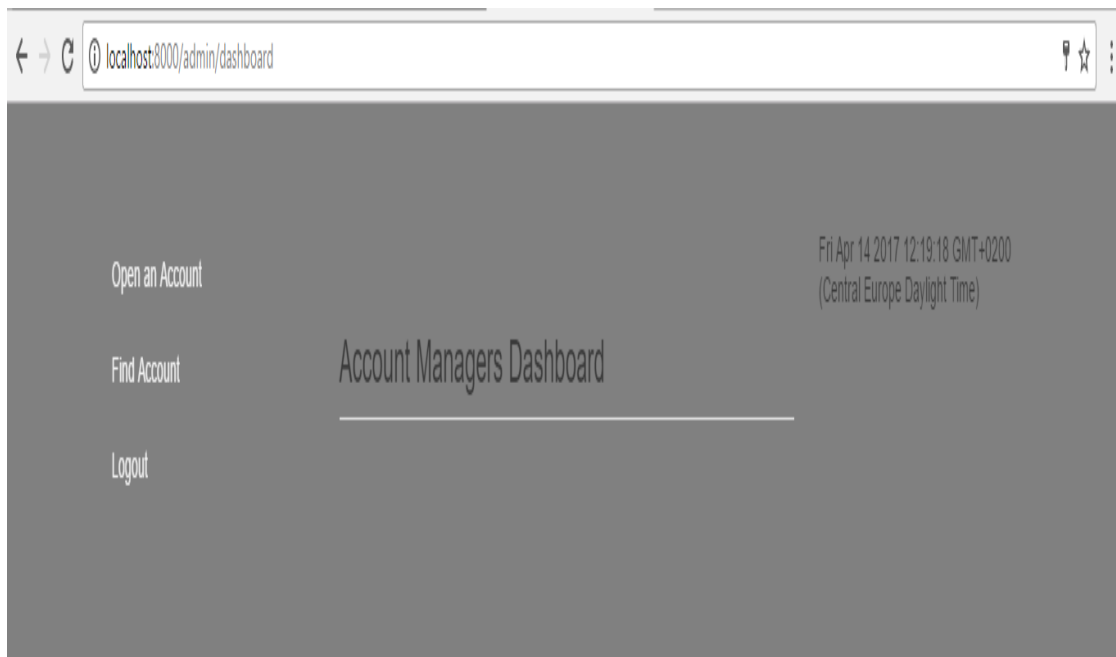 localhost:8000/admin/dashboard
Fri Apr 14 2017 12:19:18 GMT+0200
(Central Europe Daylight Time)
Open an Account
Find Account
Account Managers Dashboard
Logout